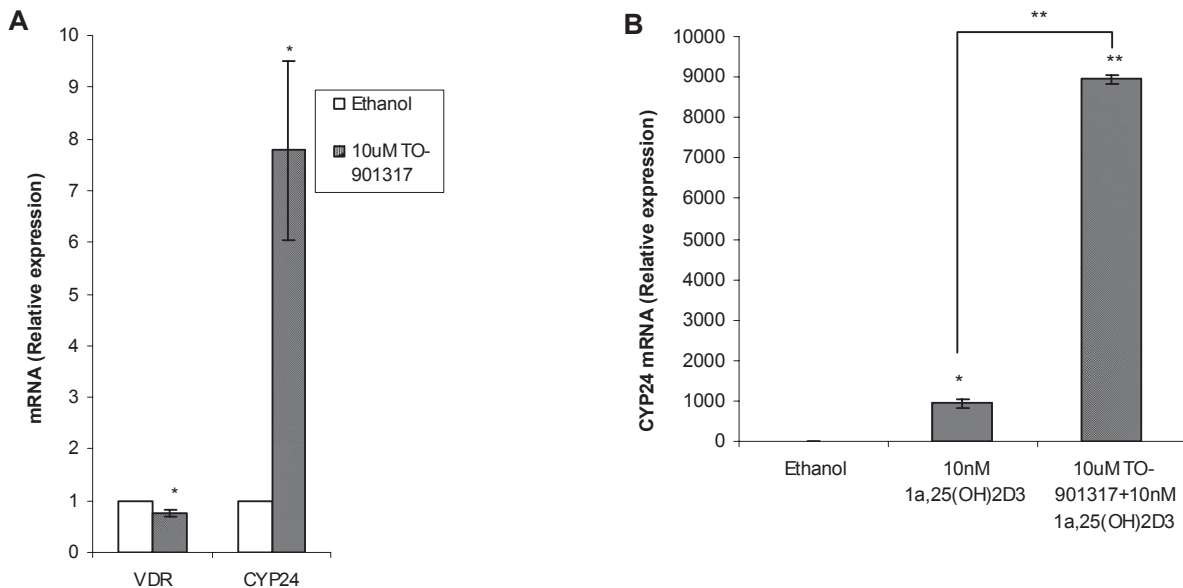 A
mRNA (Relative expression)
10
9
8
7
6
5
4
3
2
1
0
*
*
Ethanol
10uM TO-
901317
VDR
CYP24
B
CYP24 mRNA (Relative expression)
10000
9000
8000
7000
6000
5000
4000
3000
2000
1000
0
**
**
*
Ethanol
10nM
1a,25(OH)2D3
10uM TO-
901317+10nM
1a,25(OH)2D3